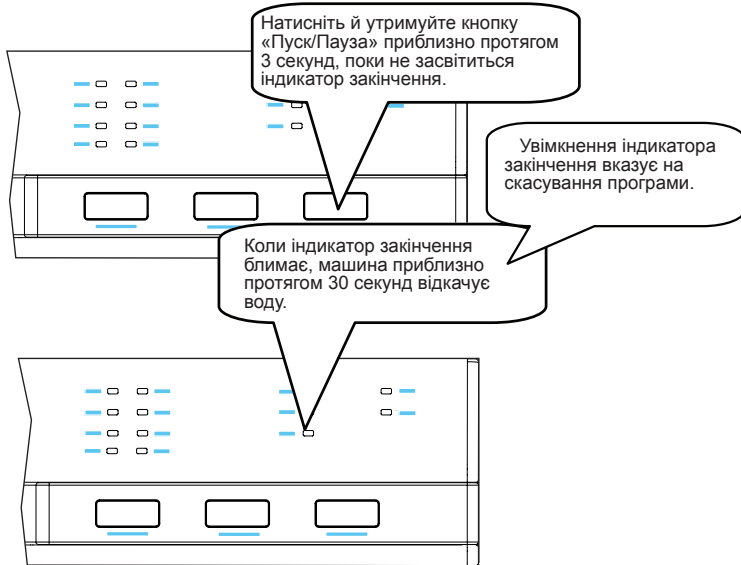 Натисніть й утримуйте кнопку
«Пуск/Пауза» приблизно протягом
3 секунд, поки не засвітиться
індикатор закінчення.
Увімкнення індикатора
закінчення вказує на
скасування програми.
Коли індикатор закінчення
блимає, машина приблизно
протягом 30 секунд відкачує
воду.